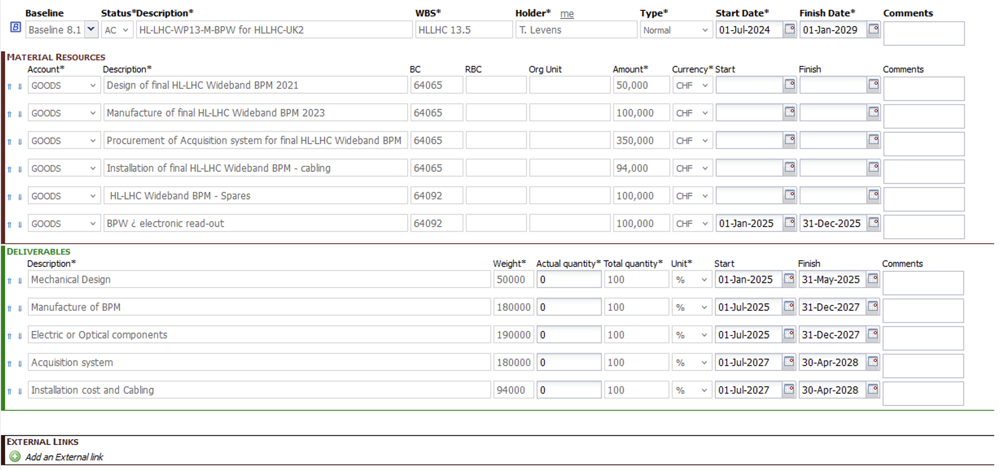 Baseline Status* Description* WBS* Holder* me Type* Start Date* Finish Date* Comments
B Baseline 8.1 AC HL-LHC-WP13-M-BPW for HLLHC-UK2 HLLHC 13.5 T. Levens Normal 01-Jul-2024 01-Jan-2029
MATERIAL RESOURCES
Account* Description* BC RBC Org Unit Amount* Currency* Start Finish Comments
GOODS Design of final HL-LHC Wideband BPM 2021 64065 50,000 CHF
GOODS Manufacture of final HL-LHC Wideband BPM 2023 64065 100,000 CHF
GOODS Procurement of Acquisition system for final HL-LHC Wideband BPM 64065 350,000 CHF
GOODS Installation of final HL-LHC Wideband BPM - cabling 64065 94,000 CHF
GOODS HL-LHC Wideband BPM - Spares 64092 100,000 CHF
GOODS BPW ¿ electronic read-out 64092 100,000 CHF 01-Jan-2025 31-Dec-2025
DELIVERABLES
Description* Weight* Actual quantity* Total quantity* Unit* Start Finish Comments
Mechanical Design 50000 0 100 % 01-Jan-2025 31-May-2025
Manufacture of BPM 180000 0 100 % 01-Jul-2025 31-Dec-2027
Electric or Optical components 190000 0 100 % 01-Jul-2025 31-Dec-2027
Acquisition system 180000 0 100 % 01-Jul-2027 30-Apr-2028
Installation cost and Cabling 94000 0 100 % 01-Jul-2027 30-Apr-2028
EXTERNAL LINKS
Add an External link